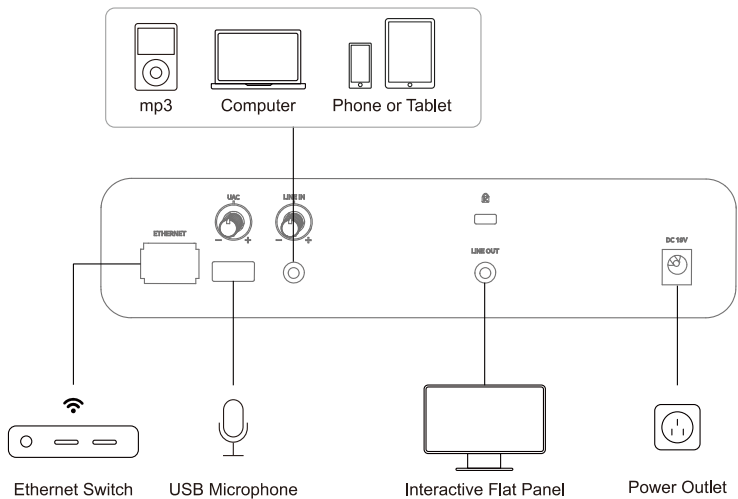 mp3
Computer
Phone or Tablet
UAC
LINE IN
- +
- +
ETHERNET
LINE OUT
DC 19V
Ethernet Switch
USB Microphone
Interactive Flat Panel
Power Outlet